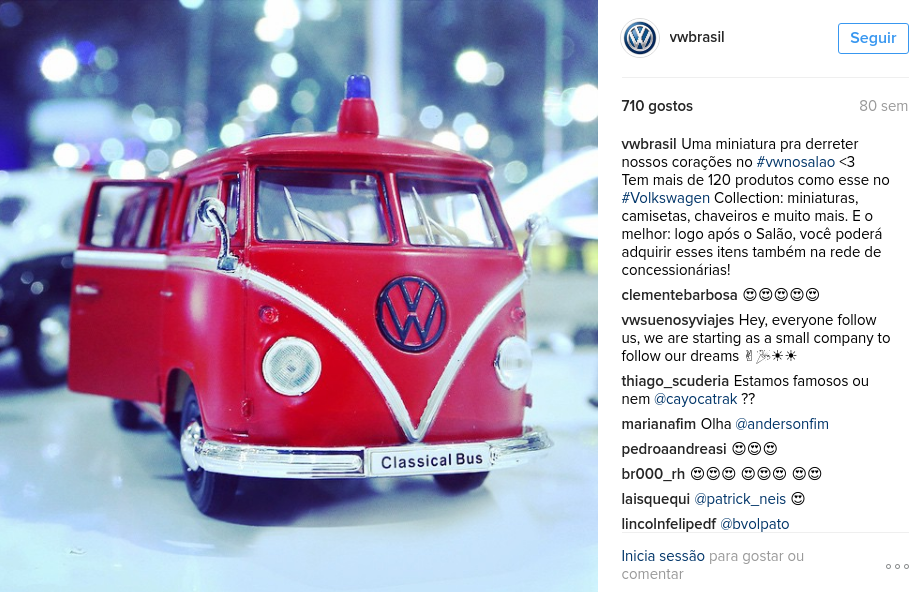 Classical Bus
vwbrasil
Seguir
710 gostos
80 sem
vwbrasil Uma miniatura pra derreter
nossos corações no #vwnosalao <3
Tem mais de 120 produtos como esse no
#Volkswagen Collection: miniaturas,
camisetas, chaveiros e muito mais. E o
melhor: logo após o Salão, você poderá
adquirir esses itens também na rede de
concessionárias!
clementebarbosa 😍😍😍😍😍
vwsuenosyviajes Hey, everyone follow
us, we are starting as a small company to
follow our dreams ✌🏄☀☀
thiago_scuderia Estamos famosos ou
nem @cayocatrak ??
marianafim Olha @andersonfim
pedroaandreasi 😍😍😍
br000_rh 😍😍😍 😍😍😍 😍😍
laisquequi @patrick_neis 😍
lincolnfelipedf @bvolpato
Inicia sessão para gostar ou
comentar